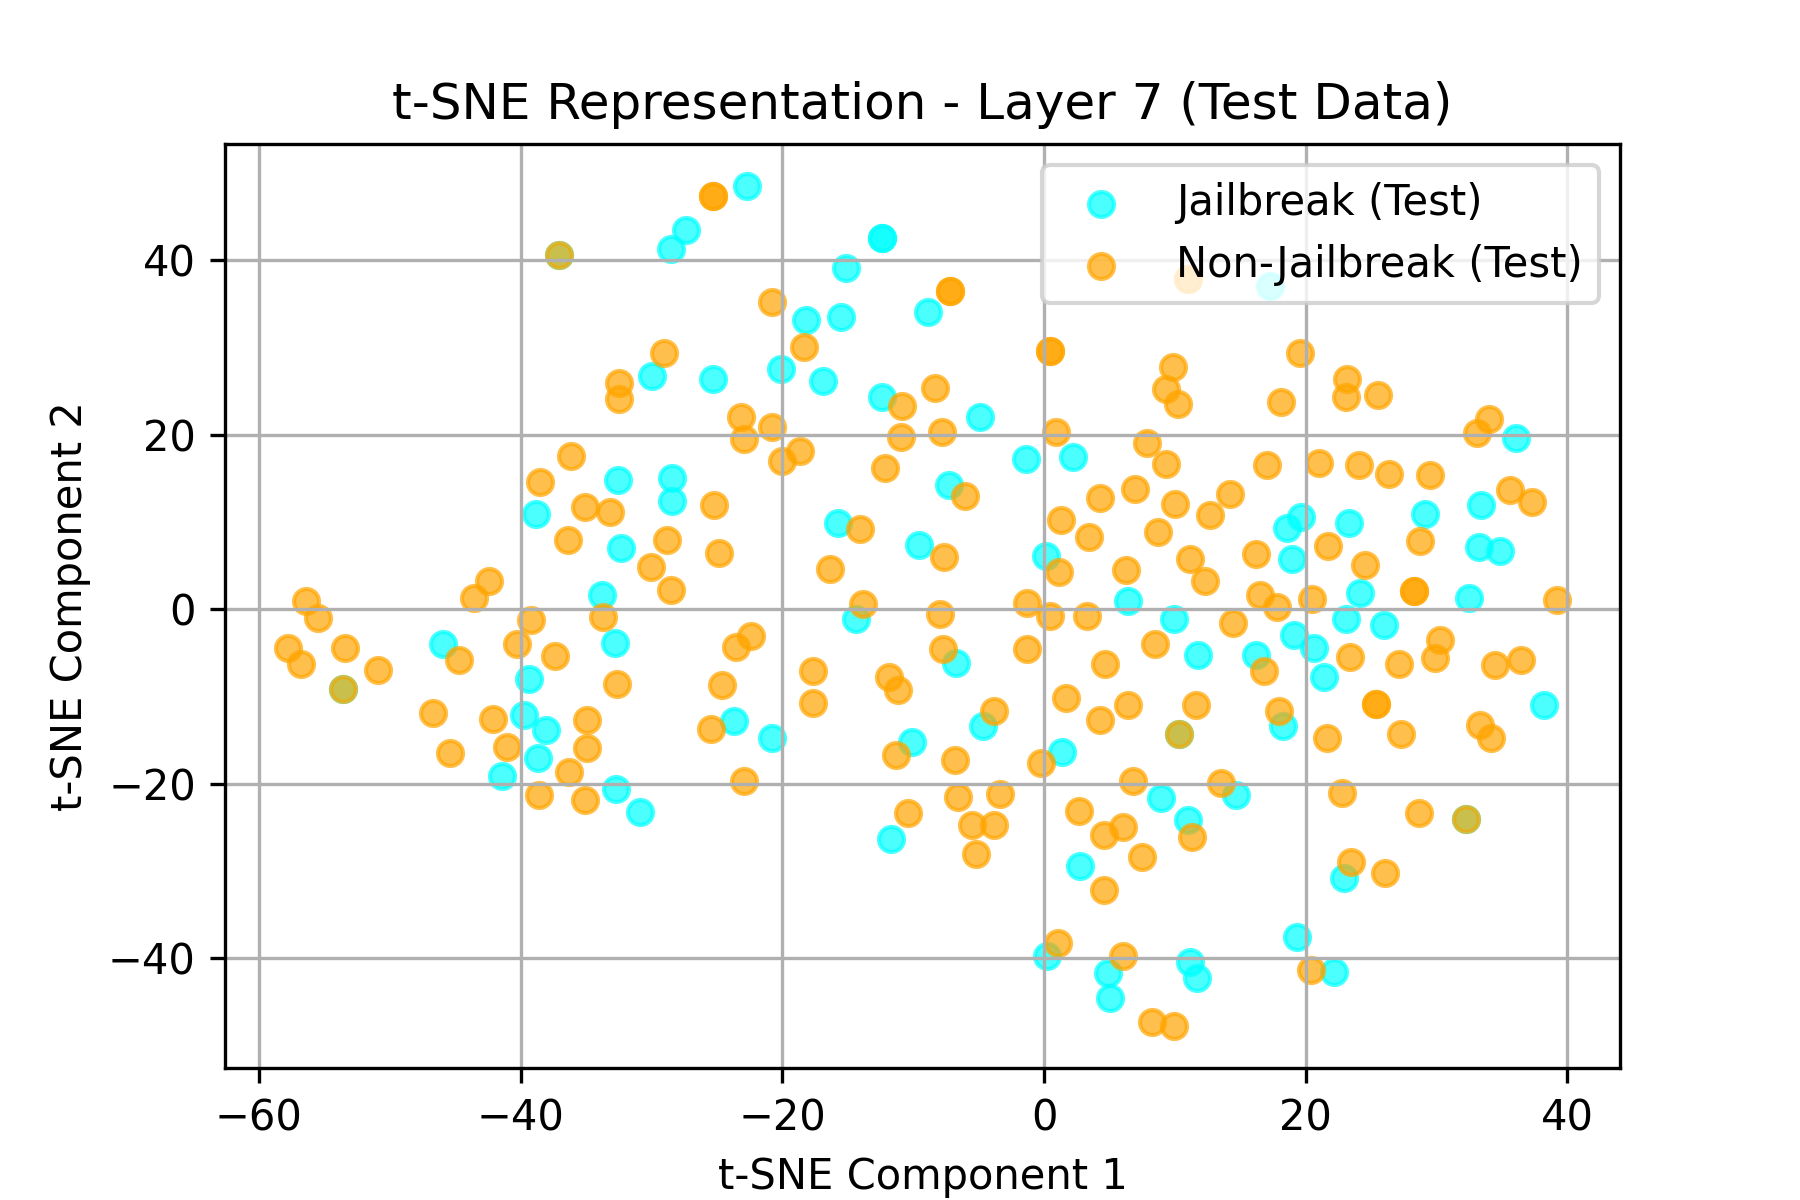 t-SNE Representation - Layer 7 (Test Data)
Jailbreak (Test)
Non-Jailbreak (Test)
t-SNE Component 2
40
20
0
−20
−40
−60
−40
−20
0
20
40
t-SNE Component 1